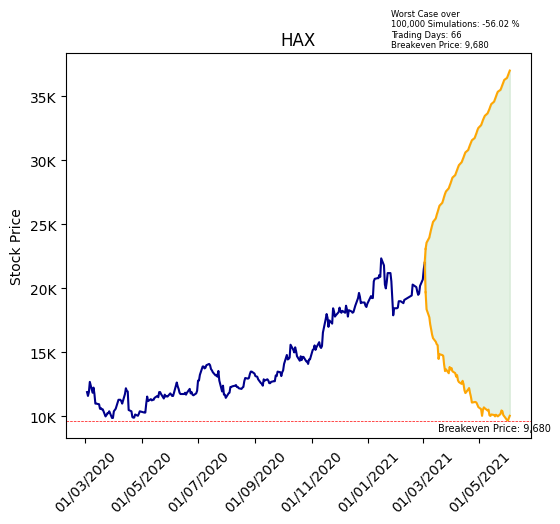 Worst Case over
100,000 Simulations: -56.02 %
Trading Days: 66
Breakeven Price: 9,680
HAX
Stock Price
35K
30K
25K
20K
15K
10K
Breakeven Price: 9,680
01/03/2020
01/05/2020
01/07/2020
01/09/2020
01/11/2020
01/01/2021
01/03/2021
01/05/2021